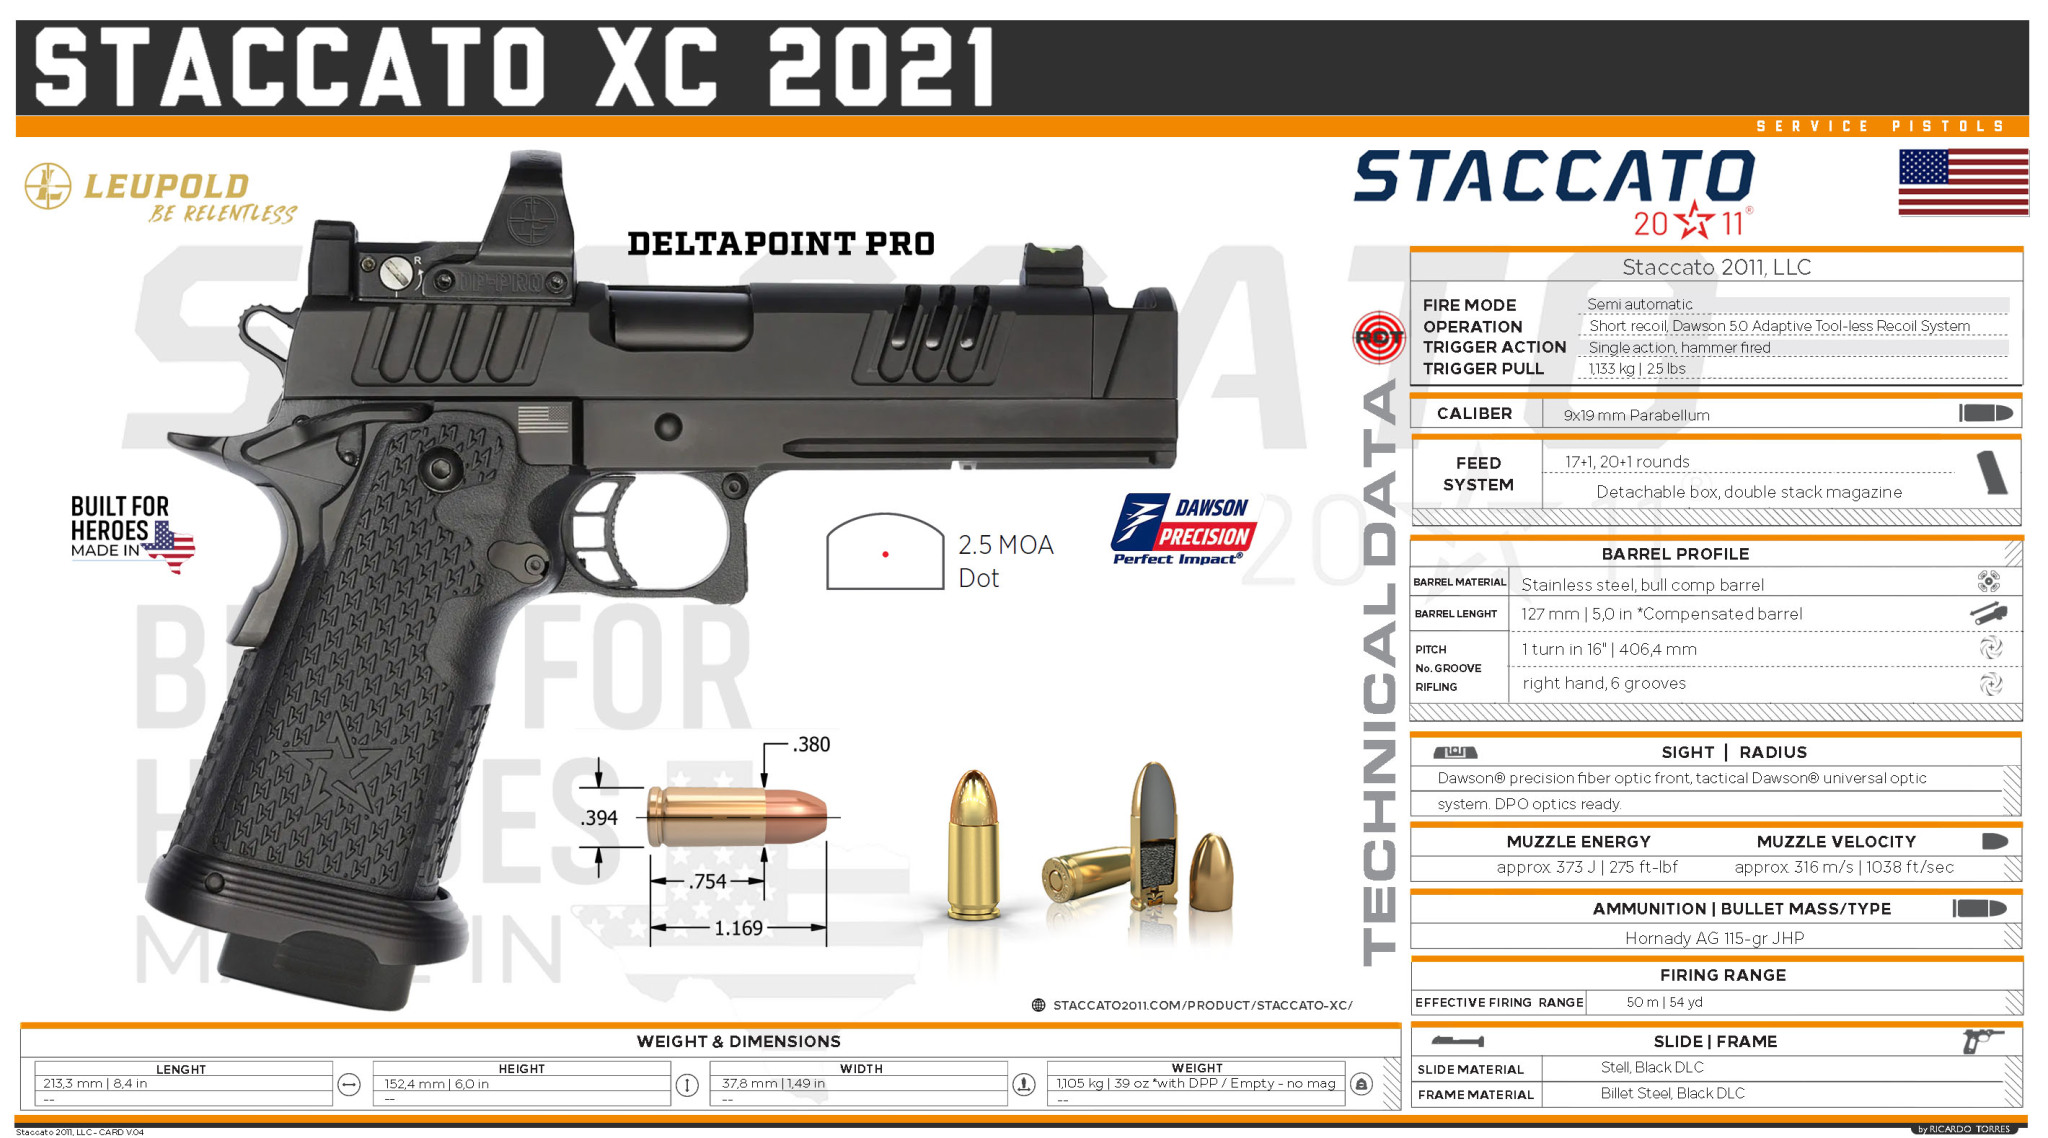 STACCATO XC 2021
SERVICE PISTOLS
LEUPOLD
BE RELENTLESS
DELTAPOINT PRO
R
DP-PRO
STACCATO
2011®
BUILT FOR
HEROES
MADE IN
2.5 MOA
Dot
DAWSON
PRECISION
Perfect Impact®
.380
.394
.754
1.169
STACCATO2011.COM/PRODUCT/STACCATO-XC/
RDT
TECHNICAL DATA
Staccato 2011, LLC
FIRE MODE Semi automatic
OPERATION Short recoil, Dawson 5.0 Adaptive Tool-less Recoil System
TRIGGER ACTION Single action, hammer fired
TRIGGER PULL 1,133 kg | 2.5 lbs
CALIBER 9x19 mm Parabellum
FEED SYSTEM
17+1, 20+1 rounds
Detachable box, double stack magazine
BARREL PROFILE
BARREL MATERIAL Stainless steel, bull comp barrel
BARREL LENGHT 127 mm | 5,0 in *Compensated barrel
PITCH 1 turn in 16" | 406,4 mm
No. GROOVE
RIFLING right hand, 6 grooves
SIGHT | RADIUS
Dawson® precision fiber optic front, tactical Dawson® universal optic
system. DPO optics ready.
MUZZLE ENERGY MUZZLE VELOCITY
approx. 373 J | 275 ft-lbf approx. 316 m/s | 1038 ft/sec
AMMUNITION | BULLET MASS/TYPE
Hornady AG 115-gr JHP
FIRING RANGE
EFFECTIVE FIRING RANGE 50 m | 54 yd
SLIDE | FRAME
SLIDE MATERIAL Stell, Black DLC
FRAME MATERIAL Billet Steel, Black DLC
WEIGHT & DIMENSIONS
LENGHT HEIGHT WIDTH WEIGHT
213,3 mm | 8,4 in 152,4 mm | 6,0 in 37,8 mm | 1,49 in 1,105 kg | 39 oz *with DPP / Empty - no mag
-- -- -- --
Staccato 2011, LLC - CARD V.04
by RICARDO TORRES
STACCATO
2011®
BUILT FOR
HEROES
MADE IN